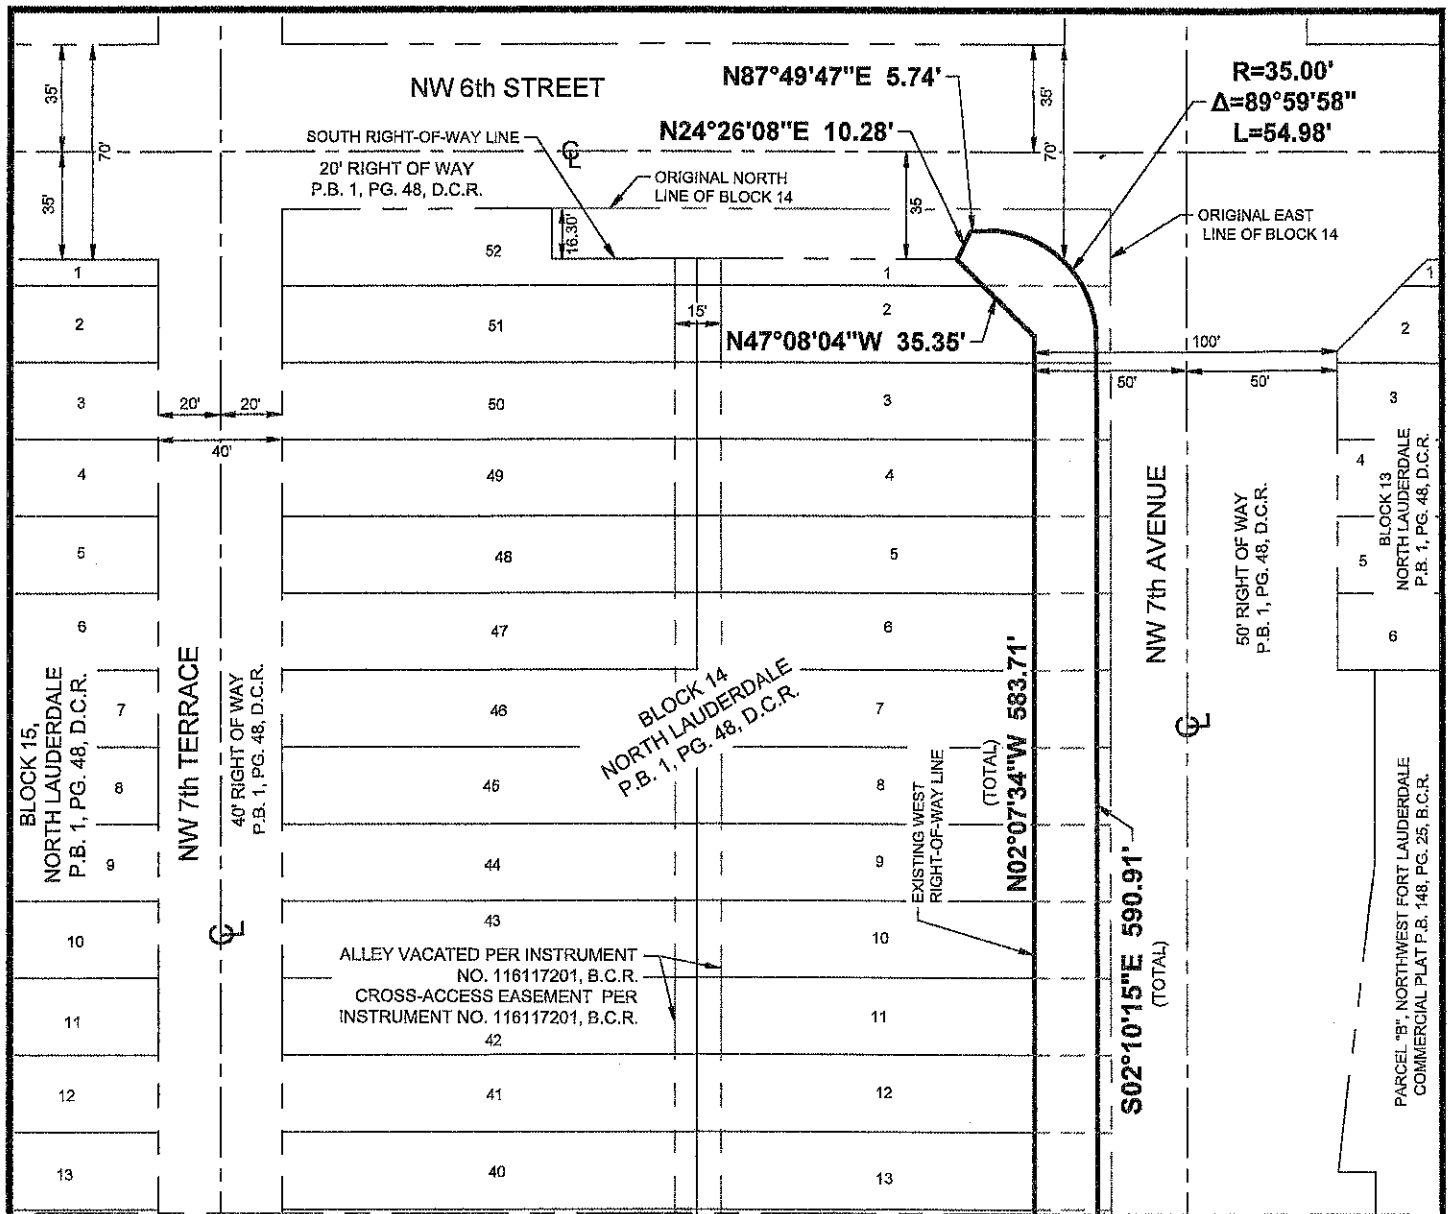 NW 6th STREET
N87°49'47"E 5.74'
N24°26'08"E 10.28'
R=35.00'
Δ=89°59'58"
L=54.98'
35'
35'
70'
SOUTH RIGHT-OF-WAY LINE
20' RIGHT OF WAY
P.B. 1, PG. 48, D.C.R.
ORIGINAL NORTH
LINE OF BLOCK 14
16.30'
35
35'
70'
ORIGINAL EAST
LINE OF BLOCK 14
℄
N47°08'04"W 35.35'
15'
100'
50'
50'
20'
20'
40'
1
2
3
4
5
6
7
8
9
10
11
12
13
BLOCK 15,
NORTH LAUDERDALE
P.B. 1, PG. 48, D.C.R.
NW 7th TERRACE
40' RIGHT OF WAY
P.B. 1, PG. 48, D.C.R.
℄
52
51
50
49
48
47
46
45
44
43
42
41
40
BLOCK 14
NORTH LAUDERDALE
P.B. 1, PG. 48, D.C.R.
ALLEY VACATED PER INSTRUMENT
NO. 116117201, B.C.R.
CROSS-ACCESS EASEMENT PER
INSTRUMENT NO. 116117201, B.C.R.
1
2
3
4
5
6
7
8
9
10
11
12
13
EXISTING WEST
RIGHT-OF-WAY LINE
(TOTAL)
N02°07'34"W 583.71'
S02°10'15"E 590.91'
(TOTAL)
NW 7th AVENUE
℄
50' RIGHT OF WAY
P.B. 1, PG. 48, D.C.R.
1
2
3
4
5
6
BLOCK 13
NORTH LAUDERDALE
P.B. 1, PG. 48, D.C.R.
PARCEL "B", NORTHWEST FORT LAUDERDALE
COMMERCIAL PLAT P.B. 148, PG. 25, B.C.R.